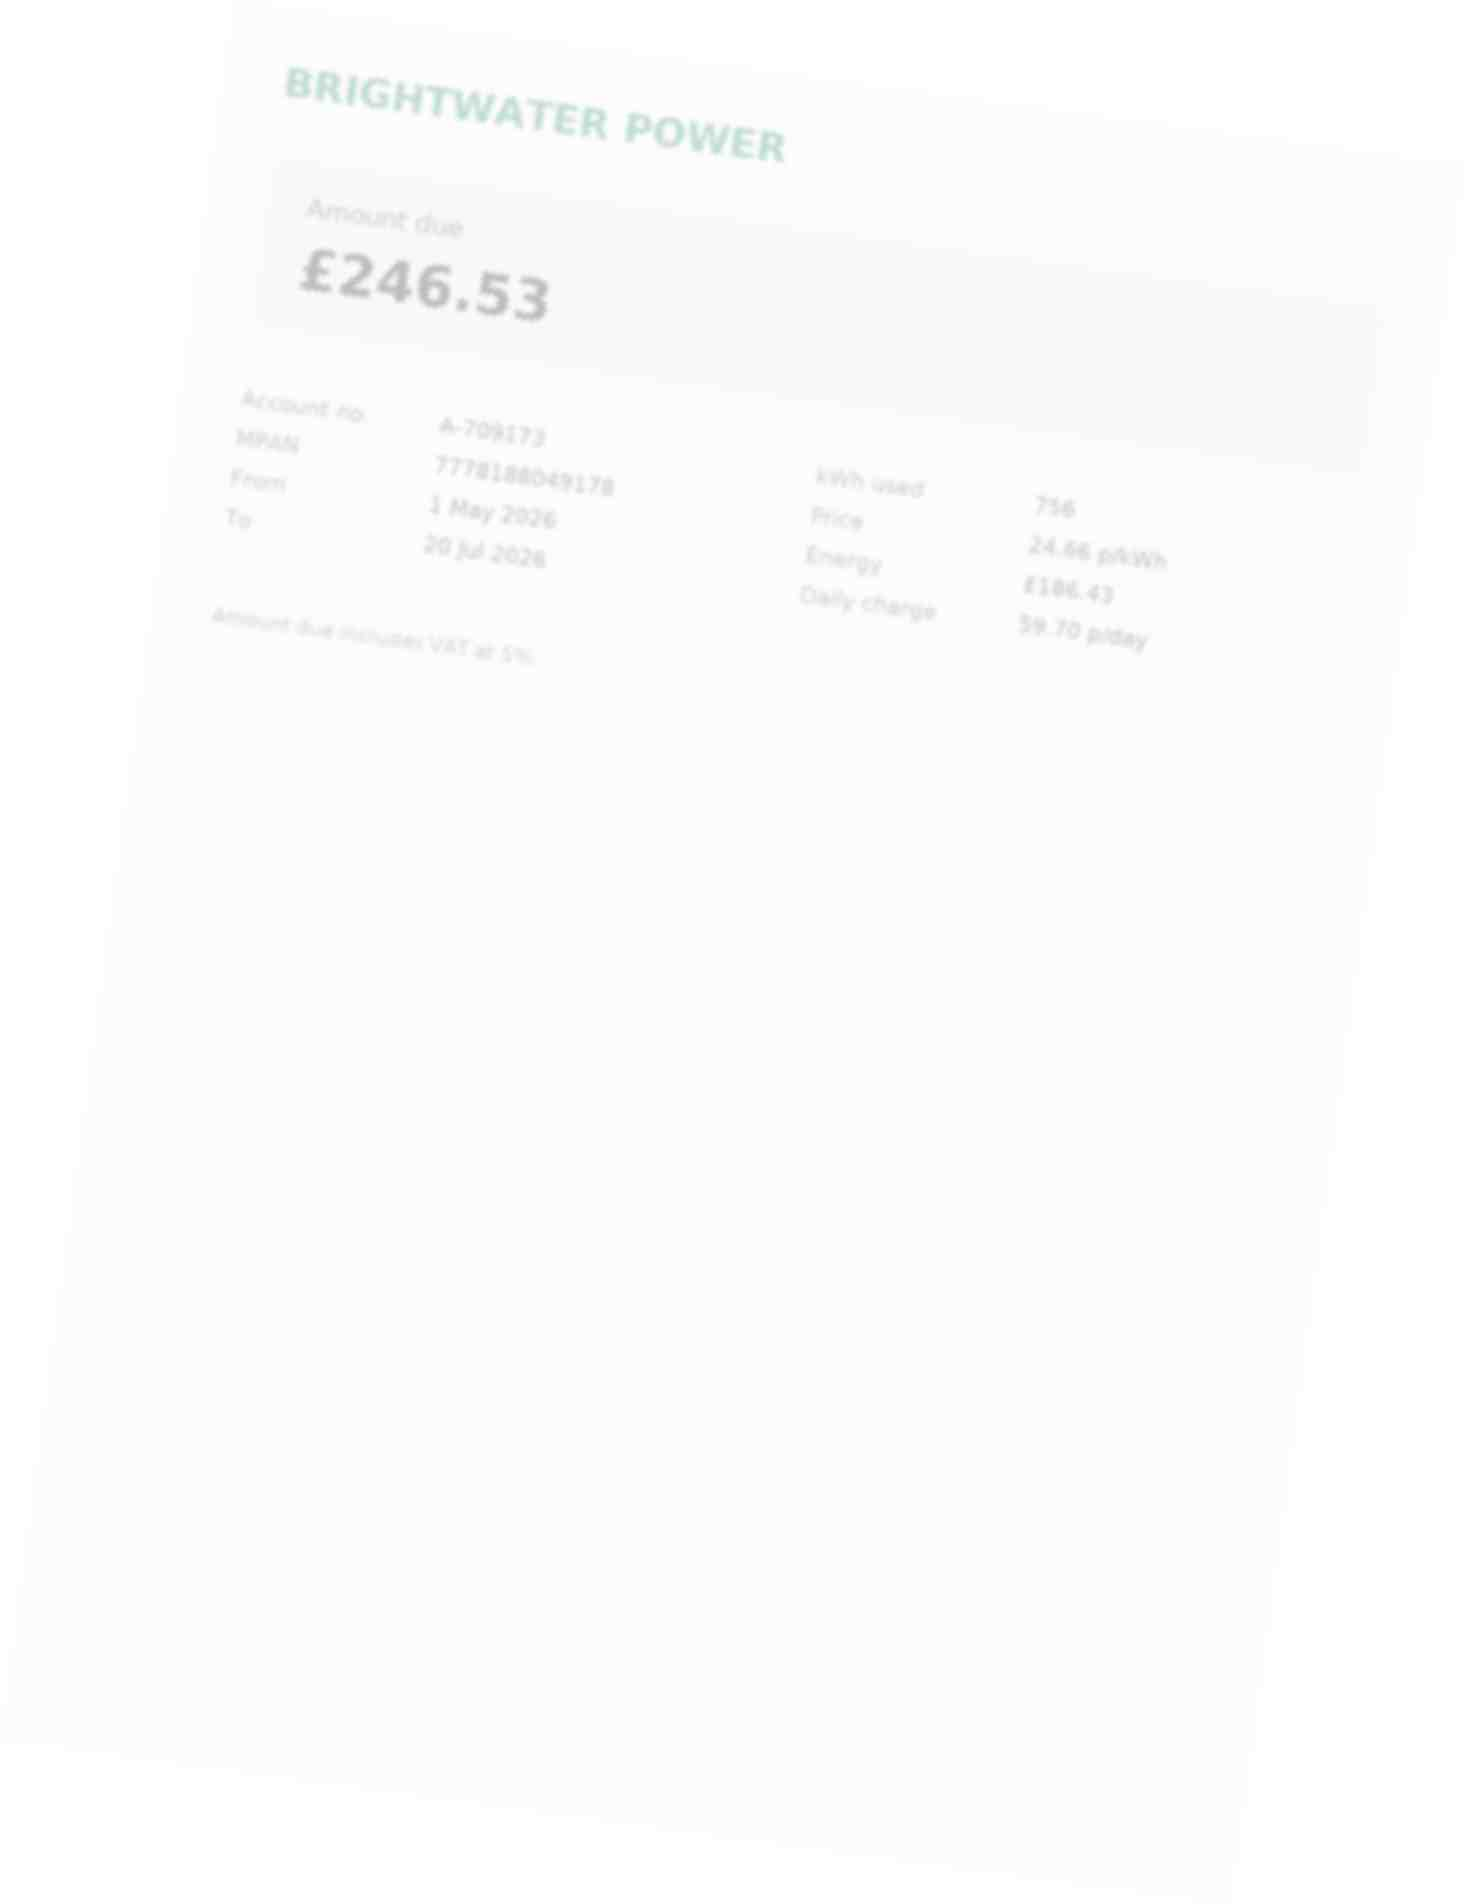 BRIGHTWATER POWER
Amount due
£246.53
Account no. A-709173
MPAN 7778188049178
From 1 May 2026
To 20 Jul 2026
kWh used 756
Price 24.66 p/kWh
Energy £186.43
Daily charge 59.70 p/day
Amount due includes VAT at 5%.